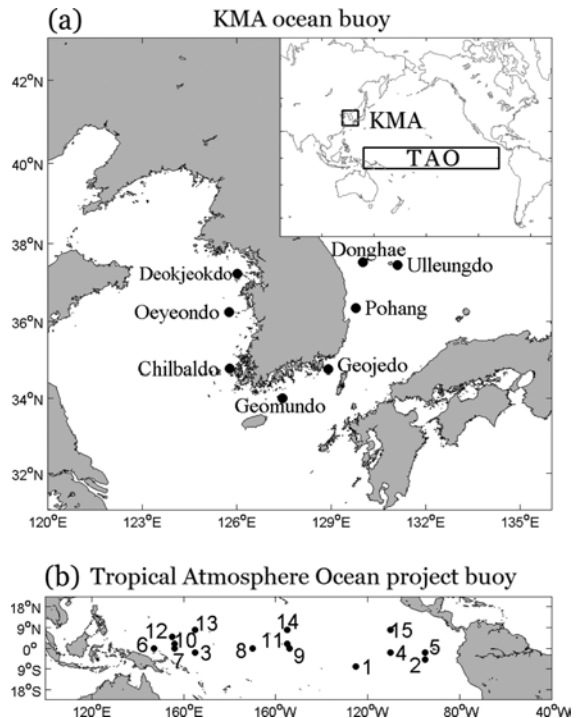 (a) KMA ocean buoy
42°N
40°N
38°N
36°N
34°N
32°N
KMA
TAO
Donghae
Ulleungdo
Deokjeokdo
Oeyeondo
Pohang
Chilbaldo
Geojedo
Geomundo
120°E 123°E 126°E 129°E 132°E 135°E
(b) Tropical Atmosphere Ocean project buoy
18°N
9°N
0°
9°S
18°S
12 13 14 15
6 10 3 8 11 4 5
7 9 1 2
140°E 160°E 180°W 160°W 140°W 120°W 100°W 80°W 60°W 40°W